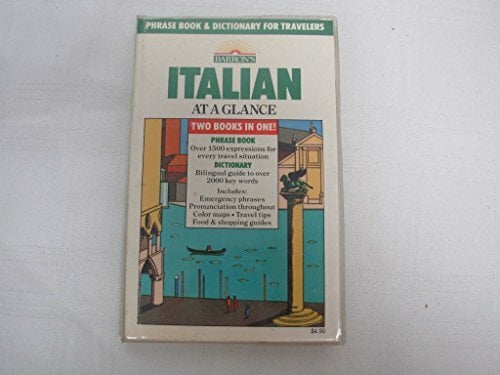 PHRASE BOOK & DICTIONARY FOR TRAVELERS
BARRON'S
ITALIAN
AT A GLANCE
TWO BOOKS IN ONE!
PHRASE BOOK
Over 1500 expressions for
every travel situation
DICTIONARY
Bilingual guide to over
2000 key words
Includes:
Emergency phrases
Pronunciation throughout
Color maps • Travel tips
Food & shopping guides
$4.95